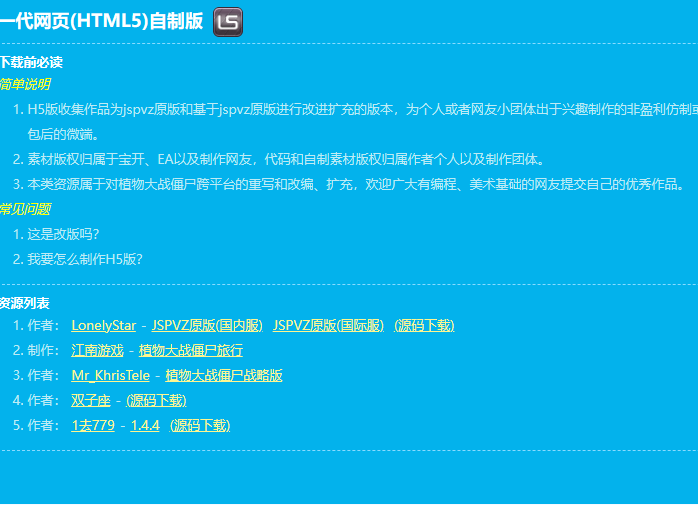 一代网页(HTML5)自制版 LS
下载前必读
简单说明
1. H5版收集作品为jspvz原版和基于jspvz原版进行改进扩充的版本，为个人或者网友小团体出于兴趣制作的非盈利仿制或
包后的微端。
2. 素材版权归属于宝开、EA以及制作网友，代码和自制素材版权归属作者个人以及制作团体。
3. 本类资源属于对植物大战僵尸跨平台的重写和改编、扩充，欢迎广大有编程、美术基础的网友提交自己的优秀作品。
常见问题
1. 这是改版吗?
2. 我要怎么制作H5版?
资源列表
1. 作者： LonelyStar - JSPVZ原版(国内服) JSPVZ原版(国际服) (源码下载)
2. 制作： 江南游戏 - 植物大战僵尸旅行
3. 作者： Mr_KhrisTele - 植物大战僵尸战略版
4. 作者： 双子座 - (源码下载)
5. 作者： 1去779 - 1.4.4 (源码下载)